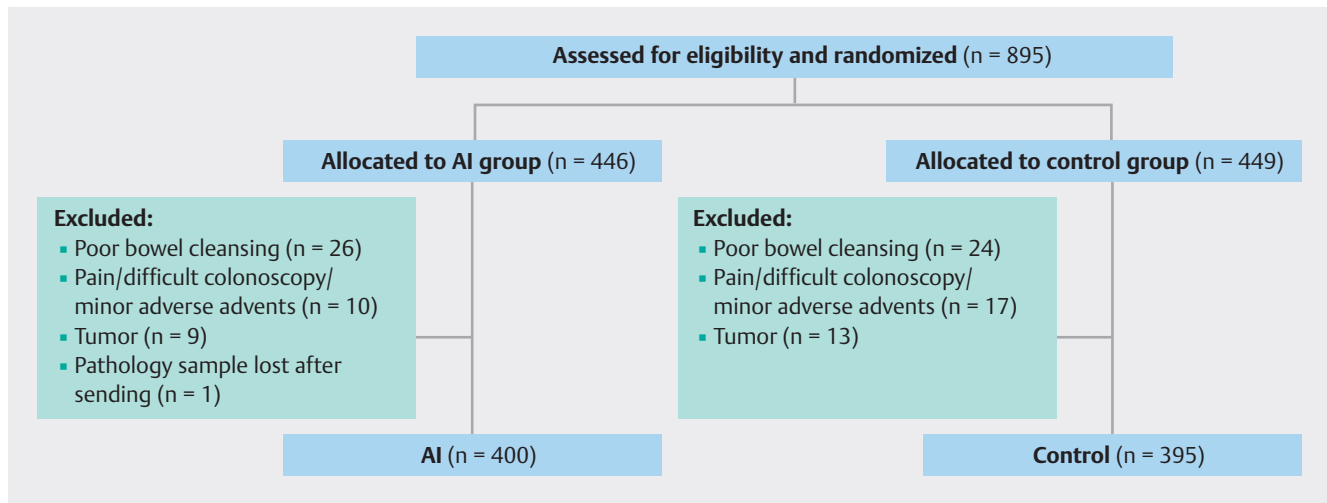 Assessed for eligibility and randomized (n = 895)
Allocated to AI group (n = 446)
Allocated to control group (n = 449)
Excluded:
▪ Poor bowel cleansing (n = 26)
▪ Pain/difficult colonoscopy/
minor adverse advents (n = 10)
▪ Tumor (n = 9)
▪ Pathology sample lost after
sending (n = 1)
Excluded:
▪ Poor bowel cleansing (n = 24)
▪ Pain/difficult colonoscopy/
minor adverse advents (n = 17)
▪ Tumor (n = 13)
AI (n = 400)
Control (n = 395)